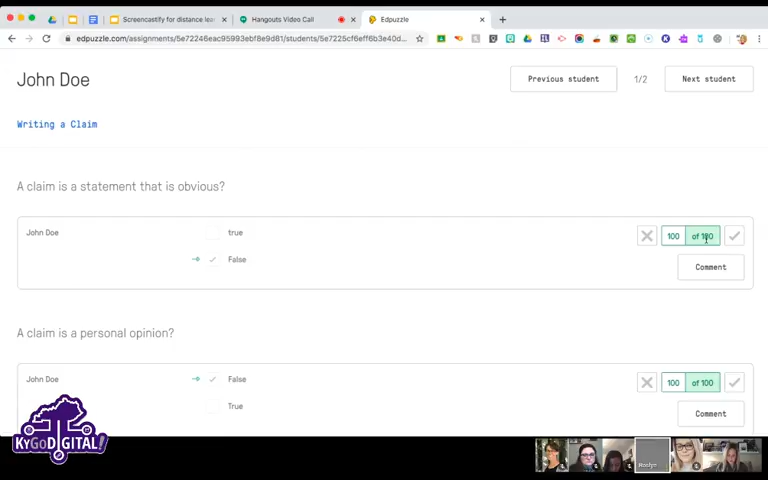 Screencastify for distance lea
Hangouts Video Call
Edpuzzle
edpuzzle.com/assignments/5e72246eac95993ebf8e9d81/students/5e7225cf6eff6b3e40d...
John Doe
Previous student
1/2
Next student
Writing a Claim
A claim is a statement that is obvious?
John Doe
true
100
of 100
False
Comment
A claim is a personal opinion?
John Doe
False
100
of 100
True
Comment
KyGoDIGITAL!
Roslyn